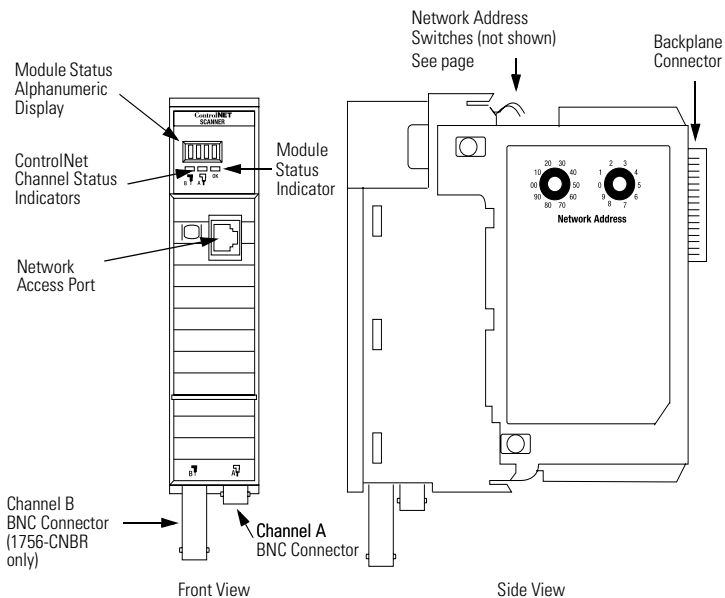 Network Address
Switches (not shown)
See page
Backplane
Connector
Module Status
Alphanumeric
Display
ControlNET
SCANNER
ControlNet
Channel Status
Indicators
Module
Status
Indicator
B A OK
20 30
10 40
00 50
90 60
80 70
2 3
1 4
0 5
9 6
8 7
Network Address
Network
Access Port
B A
Channel B
BNC Connector
(1756-CNBR
only)
Channel A
BNC Connector
Front View
Side View